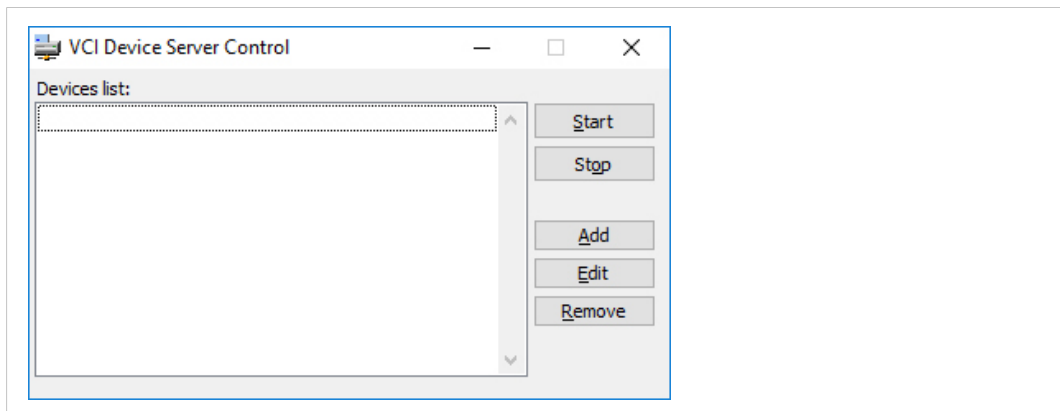 VCI Device Server Control
Devices list:
Start
Stop
Add
Edit
Remove